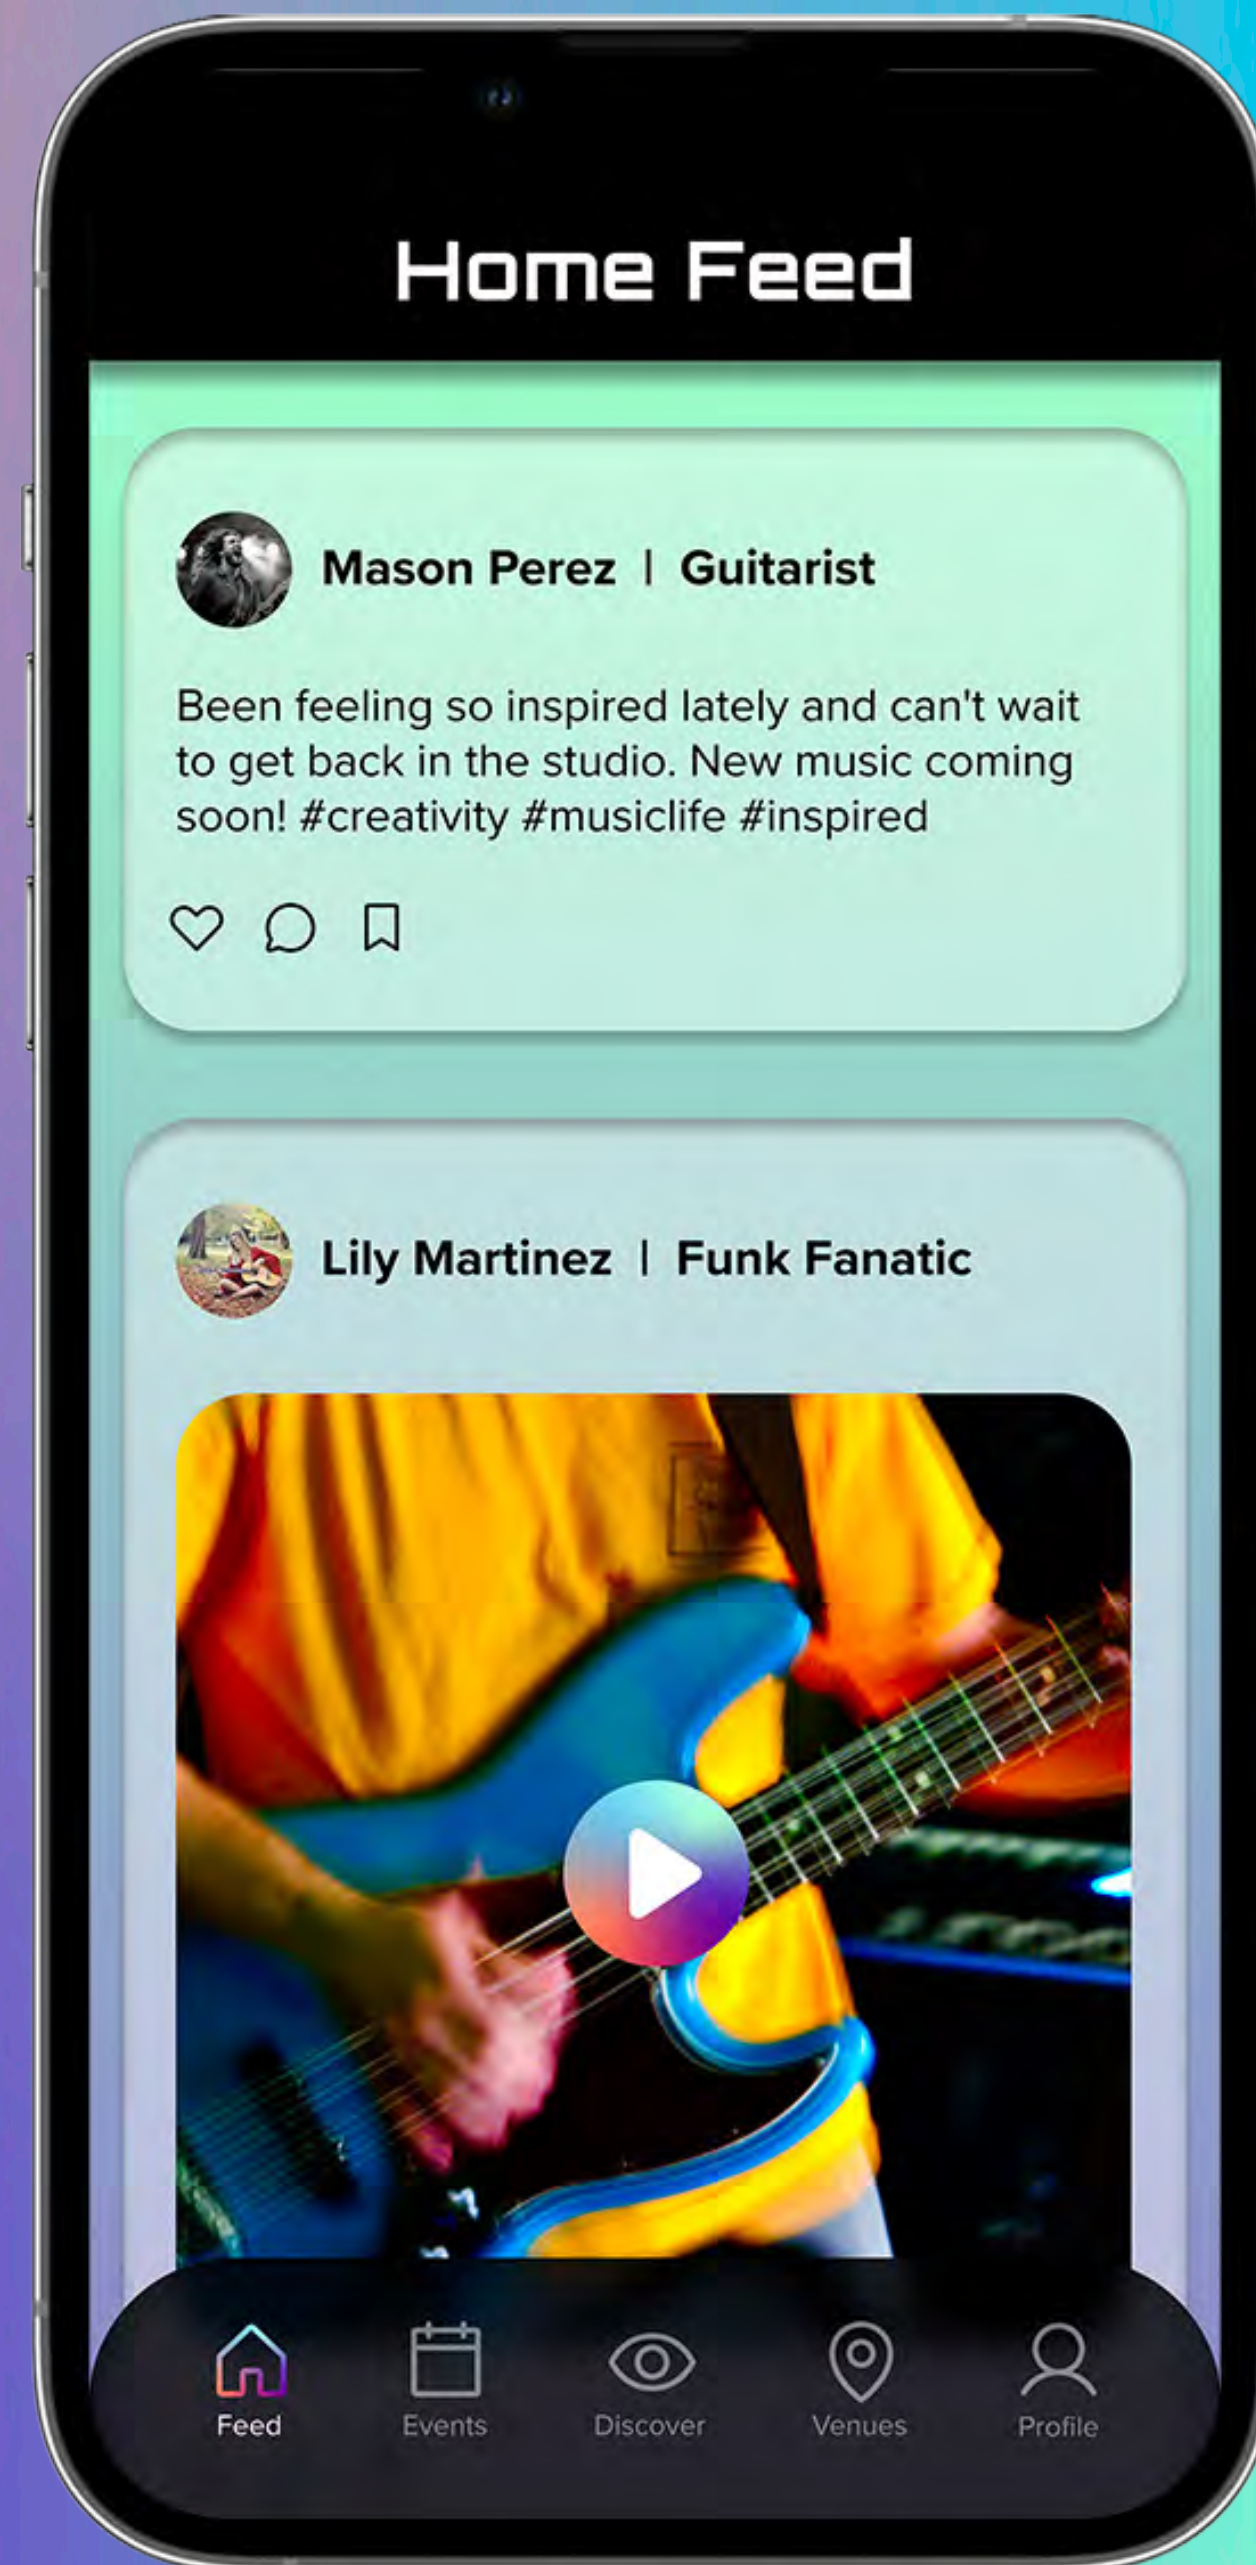 Home Feed
Mason Perez | Guitarist
Been feeling so inspired lately and can't wait
to get back in the studio. New music coming
soon! #creativity #musiclife #inspired
Lily Martinez | Funk Fanatic
Feed Events Discover Venues Profile